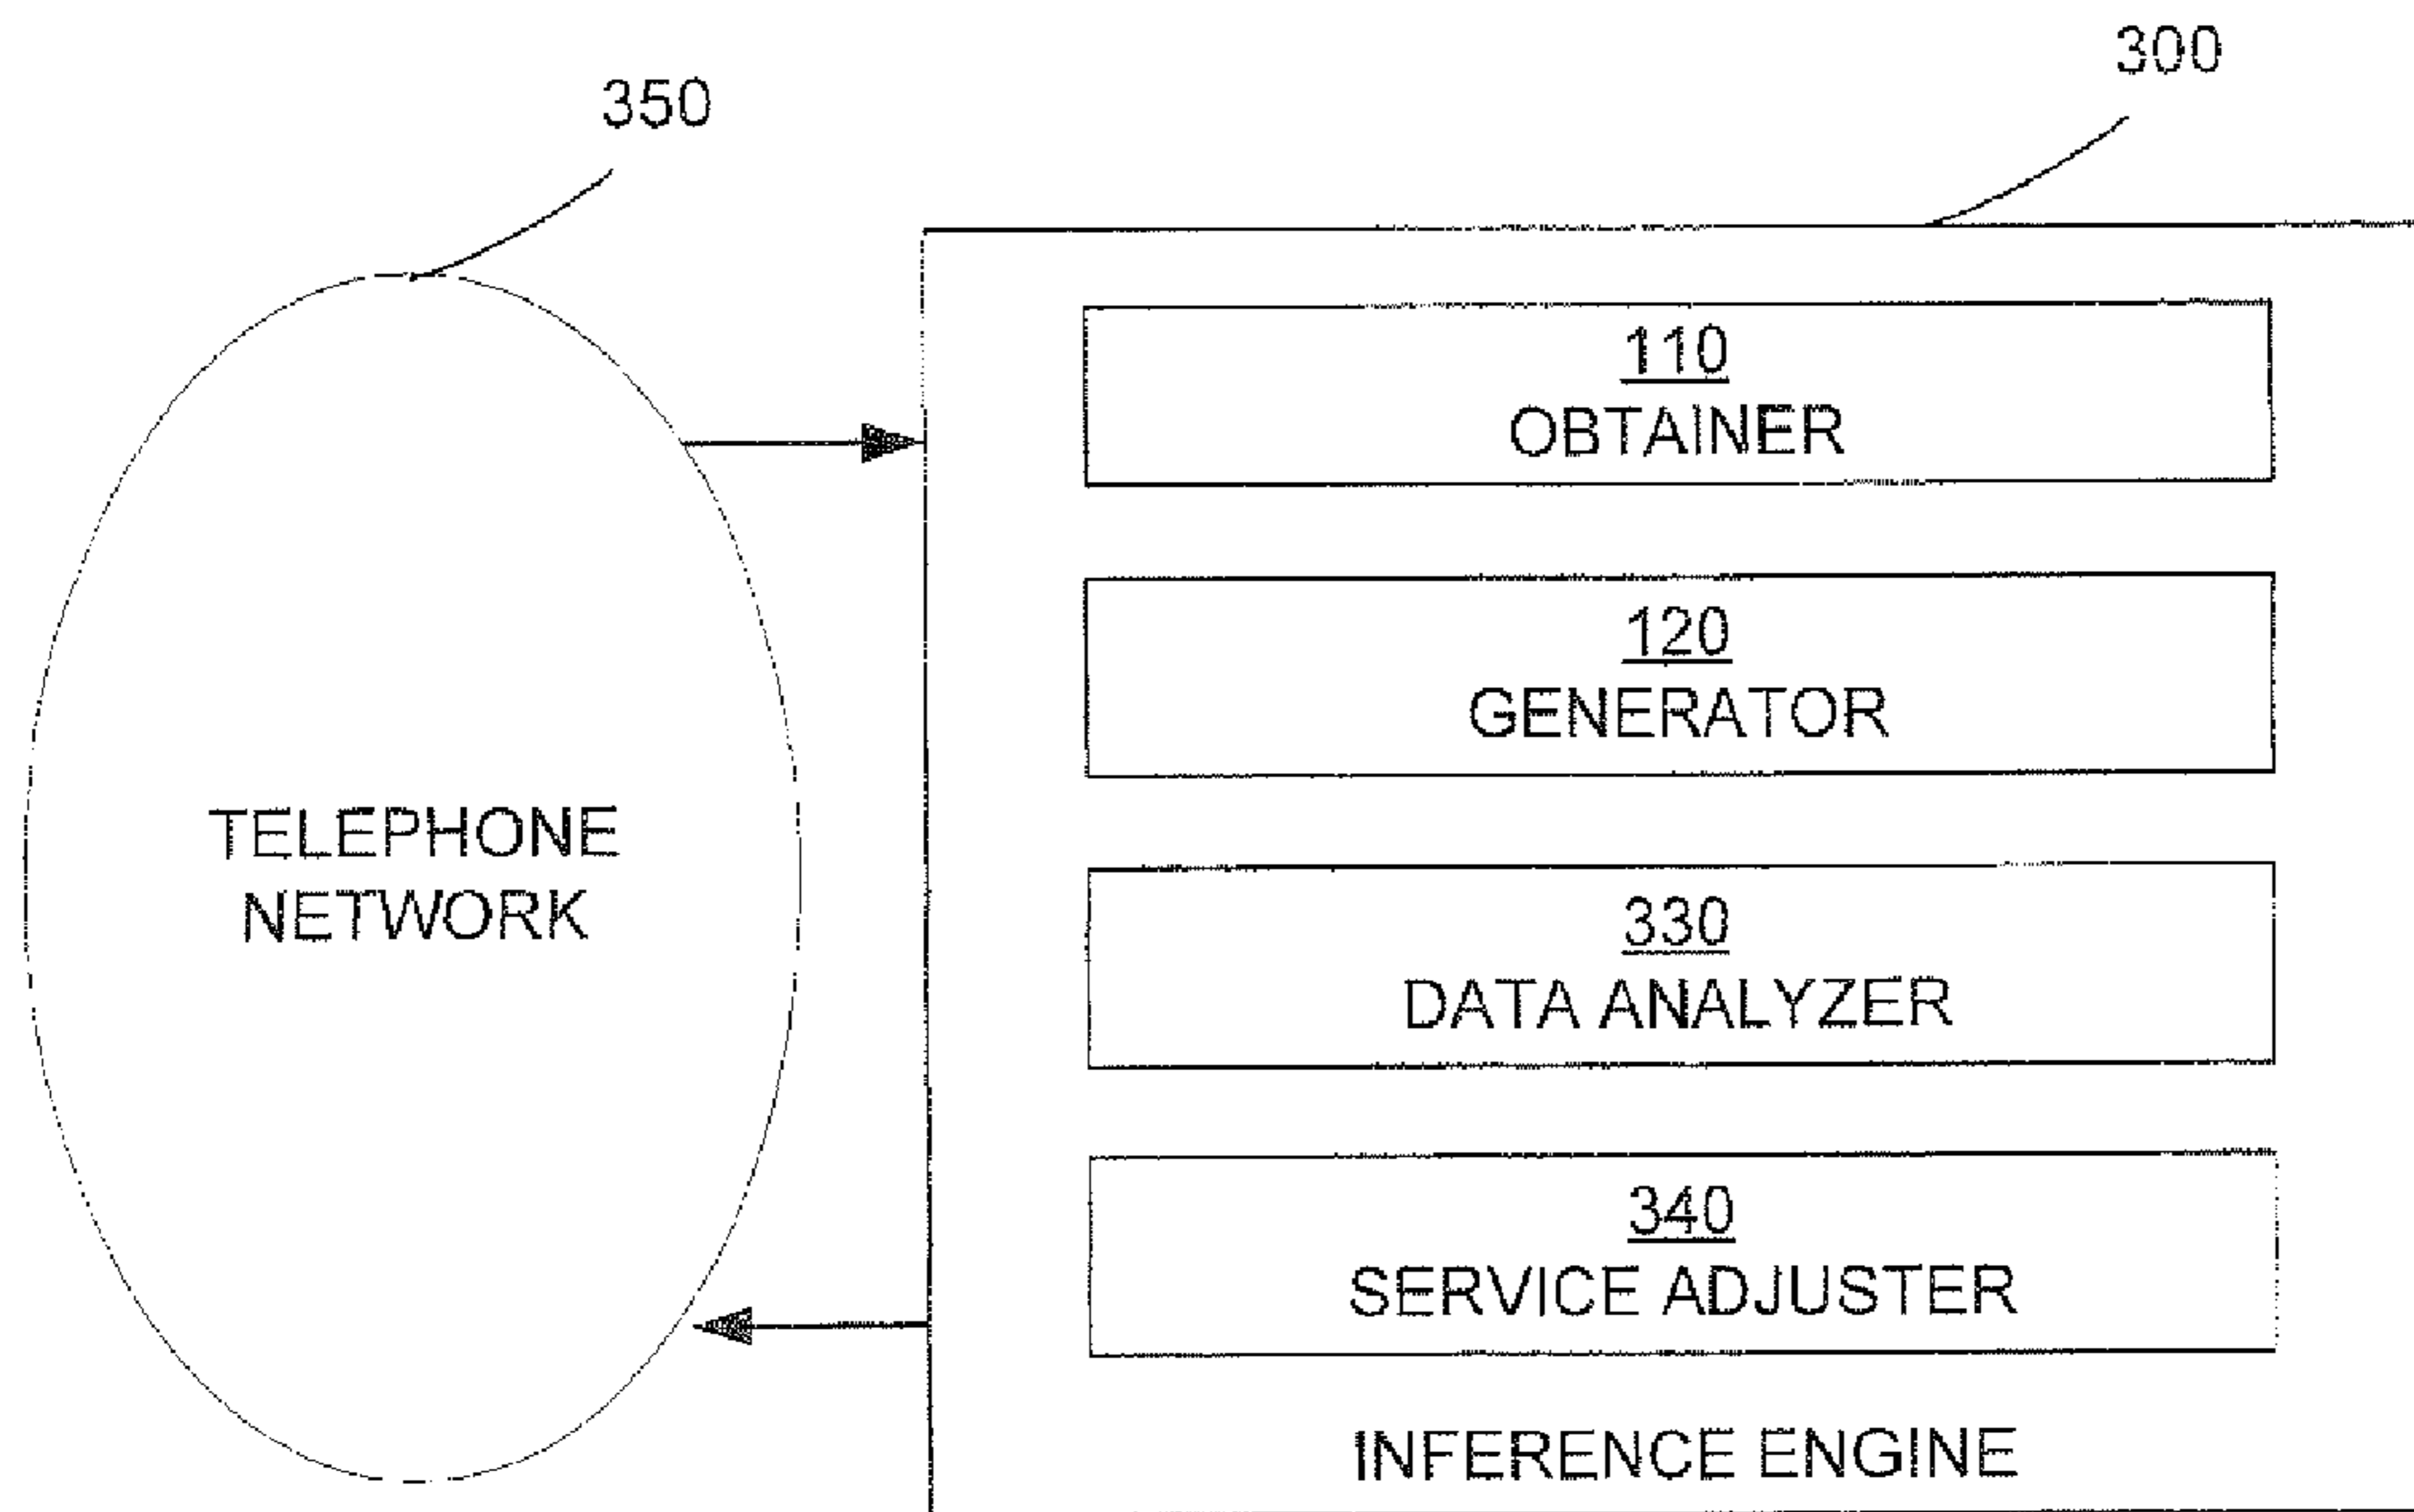 350
300
110
OBTAINER
120
GENERATOR
TELEPHONE
NETWORK
330
DATA ANALYZER
340
SERVICE ADJUSTER
INFERENCE ENGINE